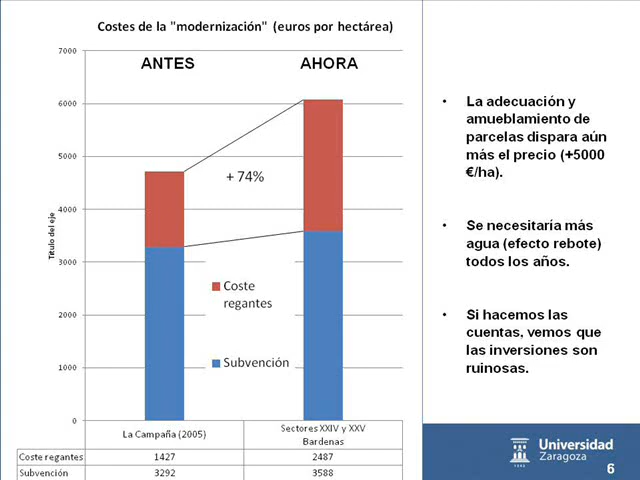 Costes de la "modernización" (euros por hectárea)
ANTES
AHORA
7000
6000
5000
4000
3000
2000
1000
0
Título del eje
+ 74%
Coste
regantes
Subvención
La Campaña (2005)
Sectores XXIV y XXV
Bardenas
Coste regantes 1427 2487
Subvención 3292 3588
• La adecuación y
amueblamiento de
parcelas dispara aún
más el precio (+5000
€/ha).
• Se necesitaría más
agua (efecto rebote)
todos los años.
• Si hacemos las
cuentas, vemos que
las inversiones son
ruinosas.
Universidad
Zaragoza
1542
6